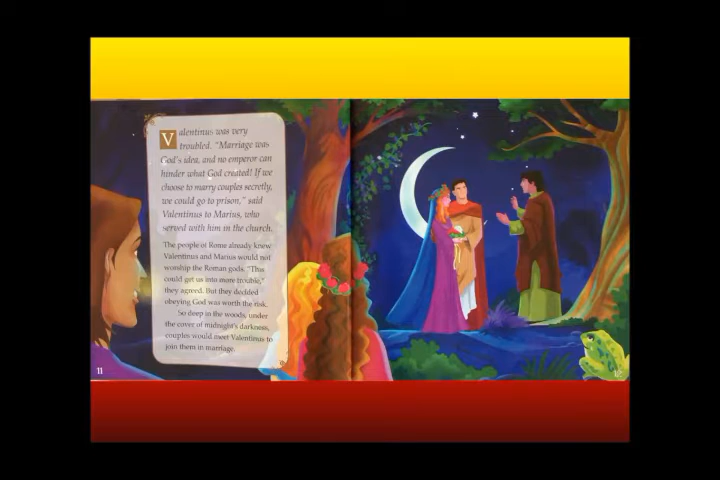 Valentinus was very
troubled. "Marriage was
God's idea, and no emperor can
hinder what God created! If we
choose to marry couples secretly,
we could go to prison," said
Valentinus to Marius, who
served with him in the church.
The people of Rome already knew
Valentinus and Marius would not
worship the Roman gods. "This
could get us into more trouble,"
they agreed. But they decided
obeying God was worth the risk.
So deep in the woods, under
the cover of midnight's darkness,
couples would meet Valentinus to
join them in marriage.
11